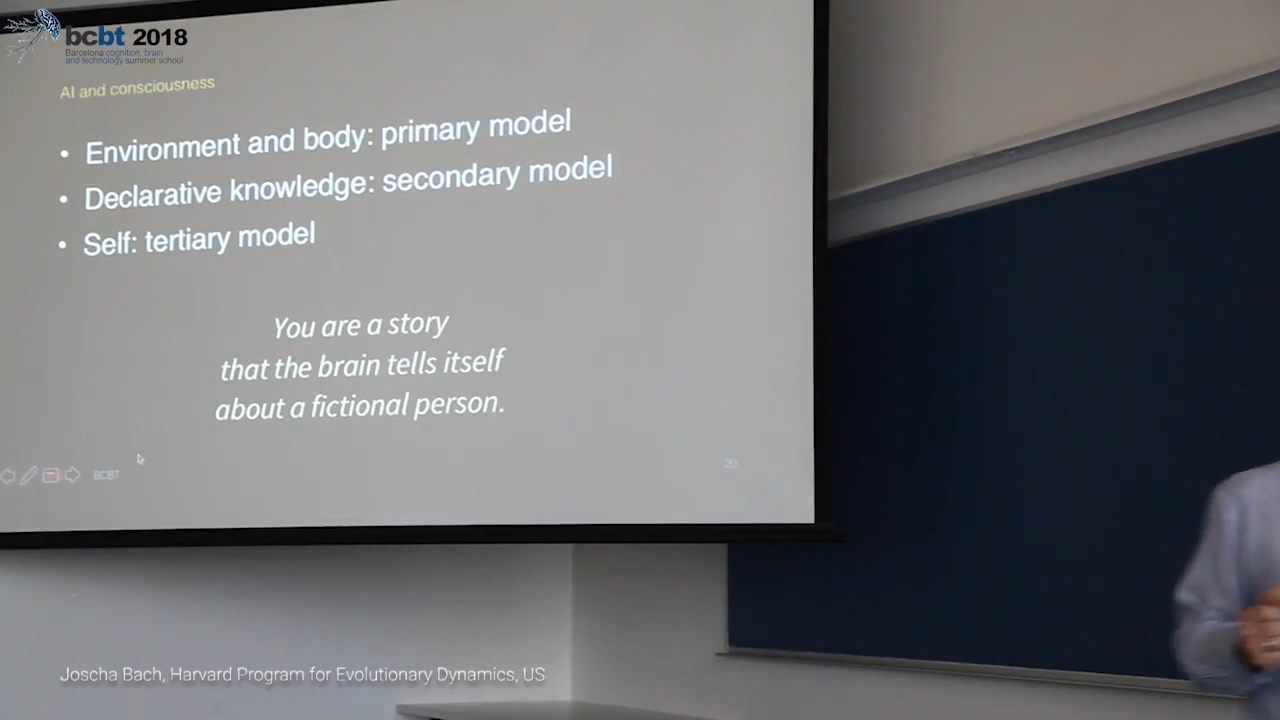 bcbt 2018
Barcelona cognition, brain
and technology summer school
AI and consciousness
• Environment and body: primary model
• Declarative knowledge: secondary model
• Self: tertiary model
You are a story
that the brain tells itself
about a fictional person.
BCBT
20
Joscha Bach, Harvard Program for Evolutionary Dynamics, US